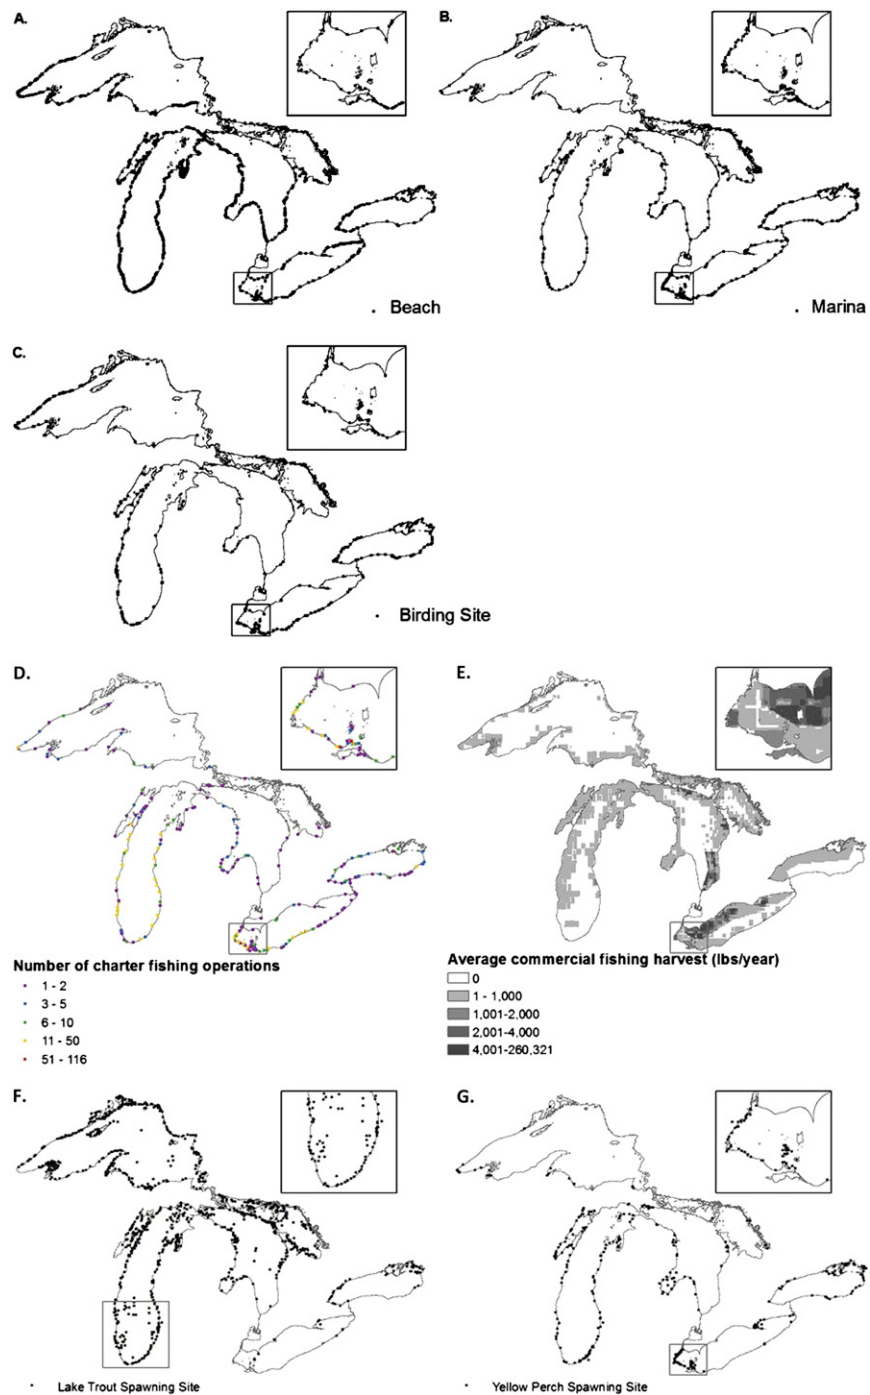 A.
B.
Beach
Marina
C.
Birding Site
D.
E.
Number of charter fishing operations
1 - 2
3 - 5
6 - 10
11 - 50
51 - 116
Average commercial fishing harvest (lbs/year)
0
1 - 1,000
1,001-2,000
2,001-4,000
4,001-260,321
F.
G.
Lake Trout Spawning Site
Yellow Perch Spawning Site